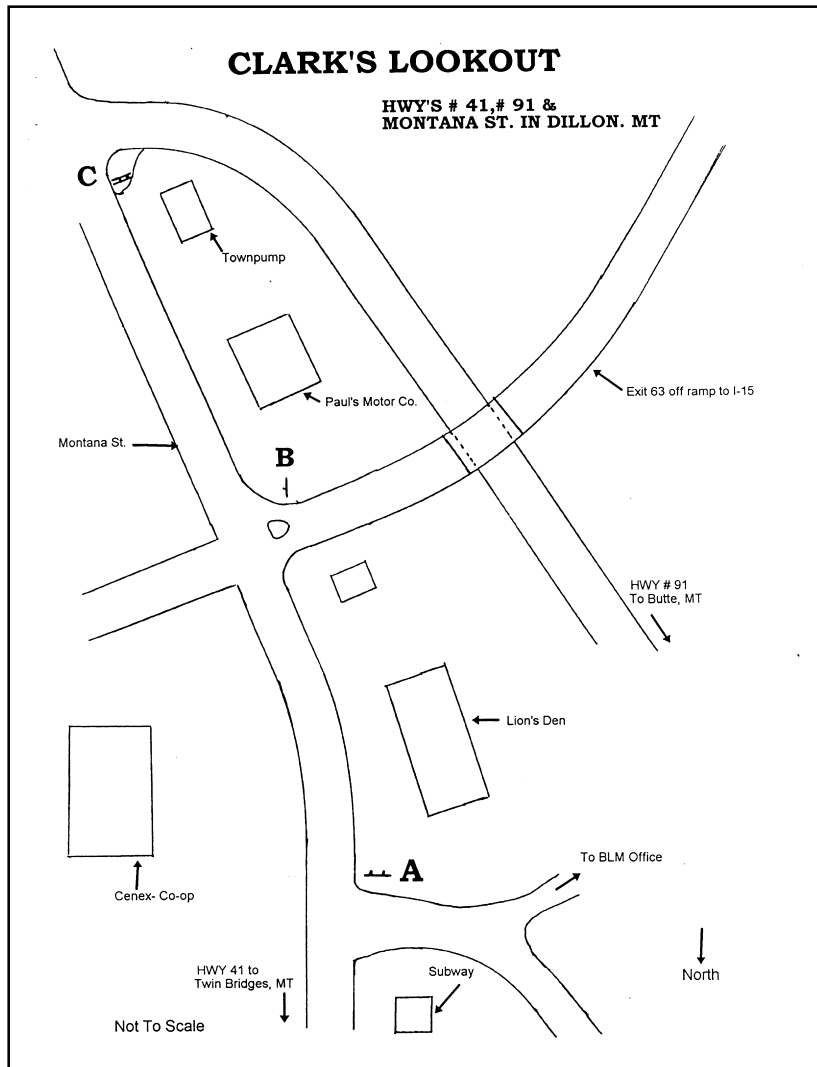 CLARK'S LOOKOUT
HWY'S # 41,# 91 &
MONTANA ST. IN DILLON. MT
C
Townpump
Exit 63 off ramp to I-15
Paul's Motor Co.
Montana St.
B
HWY # 91
To Butte, MT
Lion's Den
A
To BLM Office
Cenex- Co-op
HWY 41 to
Twin Bridges, MT
Subway
North
Not To Scale